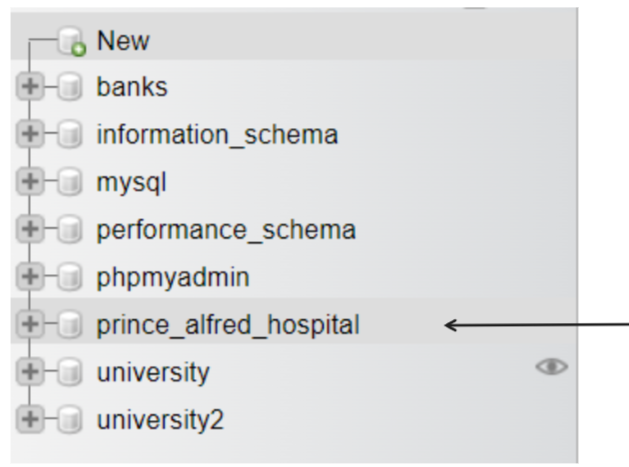 New
banks
information_schema
mysql
performance_schema
phpmyadmin
prince_alfred_hospital
university
university2